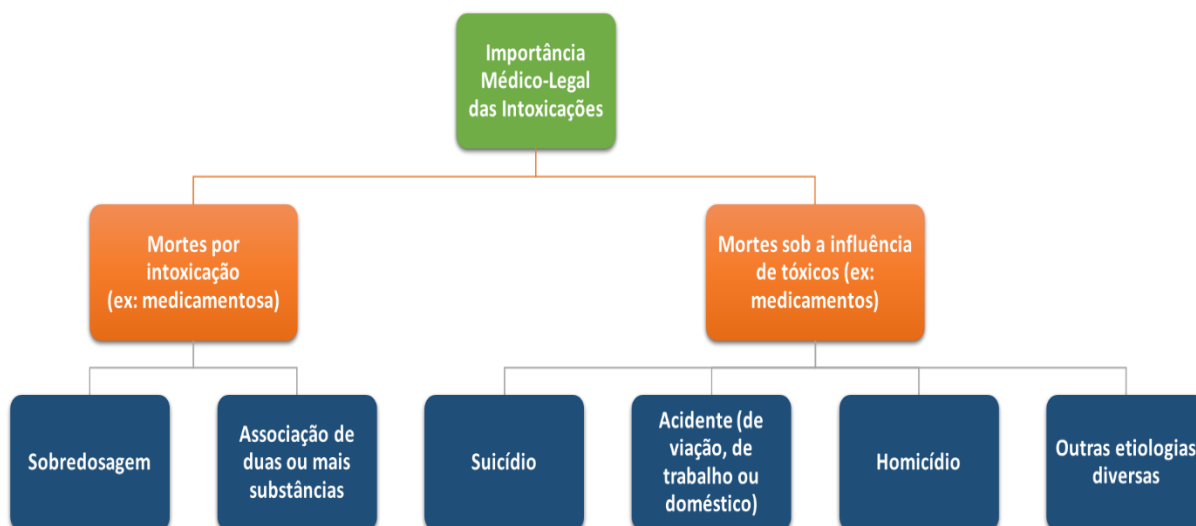 Importância
Médico-Legal
das Intoxicações
Mortes por
intoxicação
(ex: medicamentosa)
Mortes sob a influência
de tóxicos (ex:
medicamentos)
Sobredosagem
Associação de
duas ou mais
substâncias
Suicídio
Acidente (de
viação, de
trabalho ou
doméstico)
Homicídio
Outras etiologias
diversas